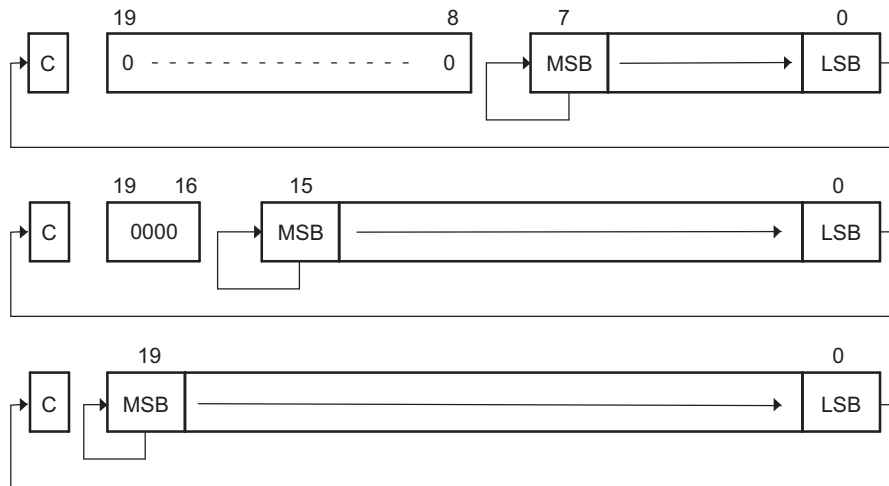 19 8 7 0
C 0 0 MSB LSB
19 16 15 0
C 0000 MSB LSB
19 0
C MSB LSB